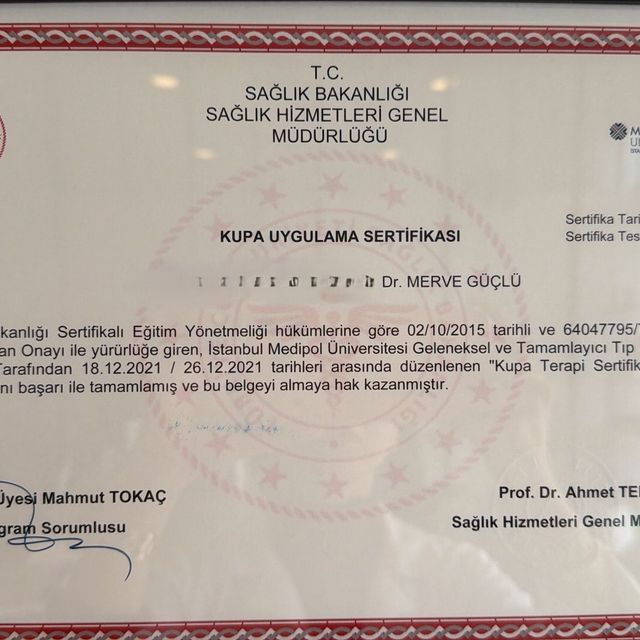 T.C.
SAĞLIK BAKANLIĞI
SAĞLIK HİZMETLERİ GENEL
MÜDÜRLÜĞÜ
Sertifika Tari
Sertifika Tes
KUPA UYGULAMA SERTİFİKASI
Dr. MERVE GÜÇLÜ
kanlığı Sertifikalı Eğitim Yönetmeliği hükümlerine göre 02/10/2015 tarihli ve 64047795/
an Onayı ile yürürlüğe giren, İstanbul Medipol Üniversitesi Geleneksel ve Tamamlayıcı Tıp
Tarafından 18.12.2021 / 26.12.2021 tarihleri arasında düzenlenen "Kupa Terapi Sertifik
nı başarı ile tamamlamış ve bu belgeyi almaya hak kazanmıştır.
Üyesi Mahmut TOKAÇ
gram Sorumlusu
Prof. Dr. Ahmet TE
Sağlık Hizmetleri Genel M